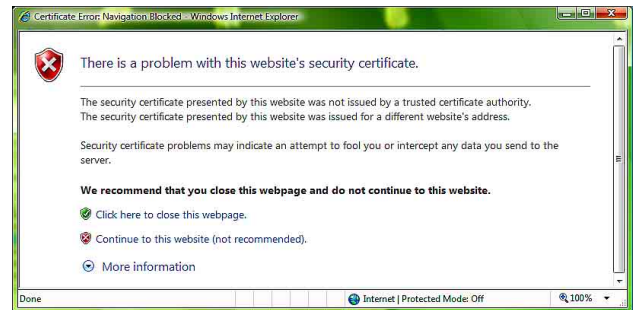 Certificate Error: Navigation Blocked - Windows Internet Explorer
There is a problem with this website's security certificate.
The security certificate presented by this website was not issued by a trusted certificate authority.
The security certificate presented by this website was issued for a different website's address.
Security certificate problems may indicate an attempt to fool you or intercept any data you send to the
server.
We recommend that you close this webpage and do not continue to this website.
Click here to close this webpage.
Continue to this website (not recommended).
More information
Done
Internet | Protected Mode: Off
100%